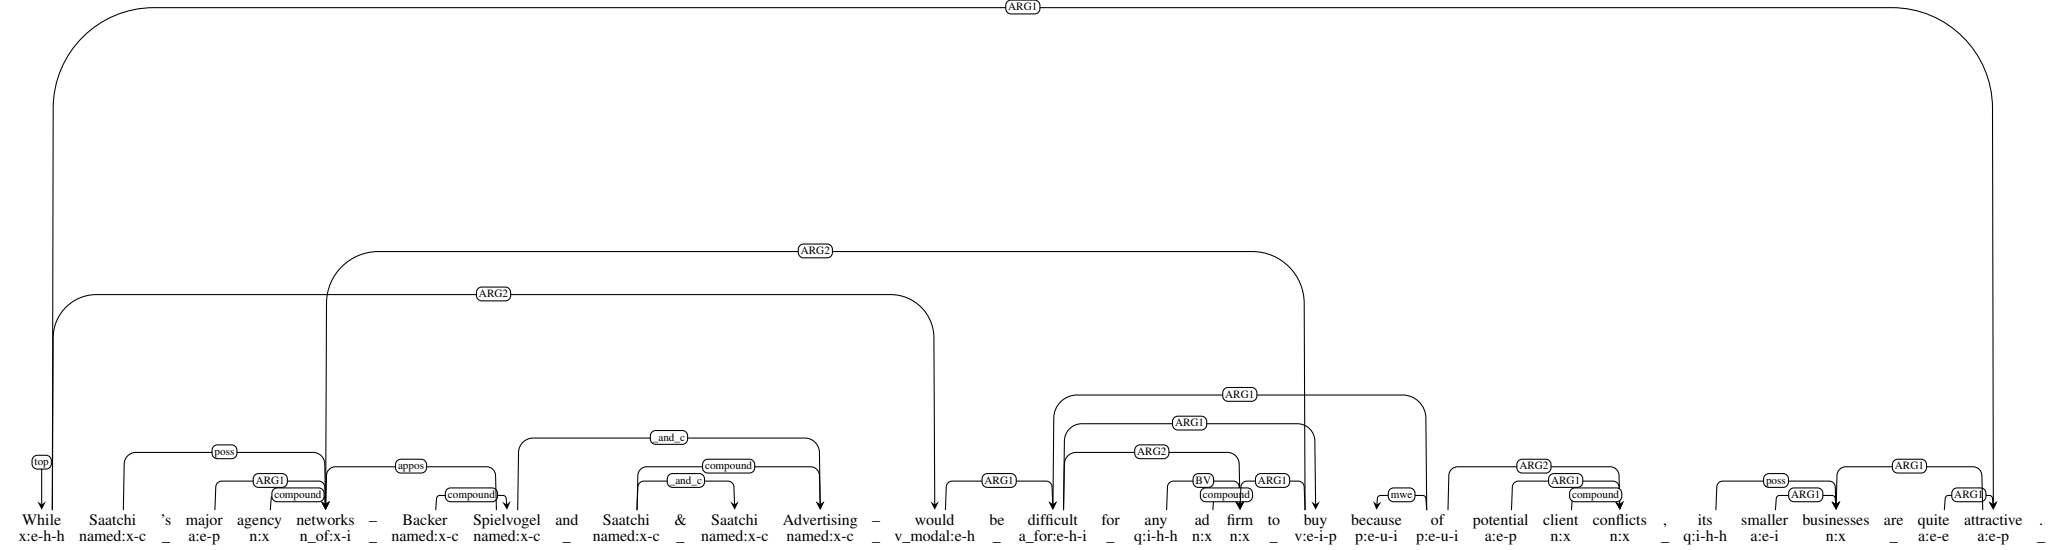 ARG1
ARG2
ARG2
ARG1
ARG1
_and_c
poss ARG2
top appos compound ARG2 ARG1
ARG1 _and_c ARG1 BV ARG1 ARG1 poss
compound compound compound mwe compound ARG1 ARG1
While Saatchi 's major agency networks – Backer Spielvogel and Saatchi & Saatchi Advertising – would be difficult for any ad firm to buy because of potential client conflicts , its smaller businesses are quite attractive .
x:e-h-h named:x-c _ a:e-p n:x n_of:x-i _ named:x-c named:x-c _ named:x-c _ named:x-c named:x-c _ v_modal:e-h _ a_for:e-h-i _ q:i-h-h n:x n:x _ v:e-i-p p:e-u-i p:e-u-i a:e-p n:x n:x _ q:i-h-h a:e-i n:x _ a:e-e a:e-p _